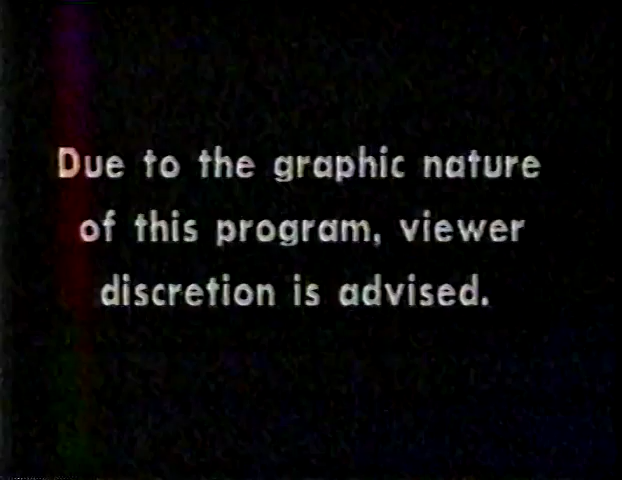 Due to the graphic nature
of this program, viewer
discretion is advised.